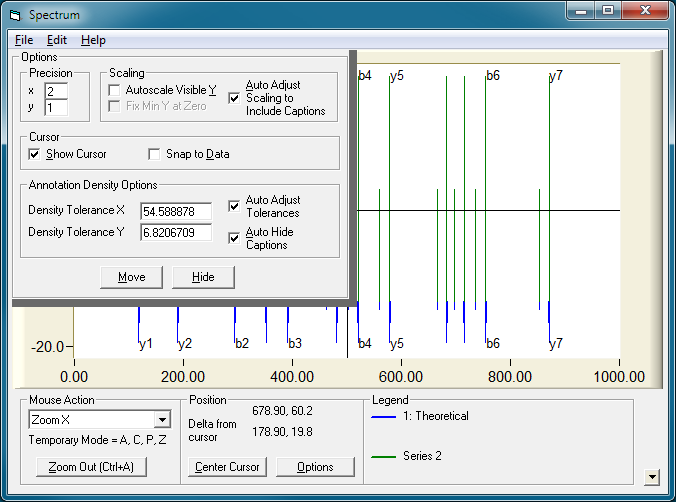 Spectrum
File Edit Help
Options
Precision
x 2
y 1
Scaling
Autoscale Visible Y
Fix Min Y at Zero
Auto Adjust
Scaling to
Include Captions
Cursor
Show Cursor Snap to Data
Annotation Density Options
Density Tolerance X 54.588878
Density Tolerance Y 6.8206709
Auto Adjust
Tolerances
Auto Hide
Captions
Move Hide
b4 y5 b6 y7
y1 y2 b2 b3 b4 y5 b6 y7
-20.0
0.00 200.00 400.00 600.00 800.00 1000.00
Mouse Action
Zoom X
Temporary Mode = A, C, P, Z
Zoom Out (Ctrl+A)
Position
678.90, 60.2
Delta from
cursor
178.90, 19.8
Center Cursor Options
Legend
1: Theoretical
Series 2